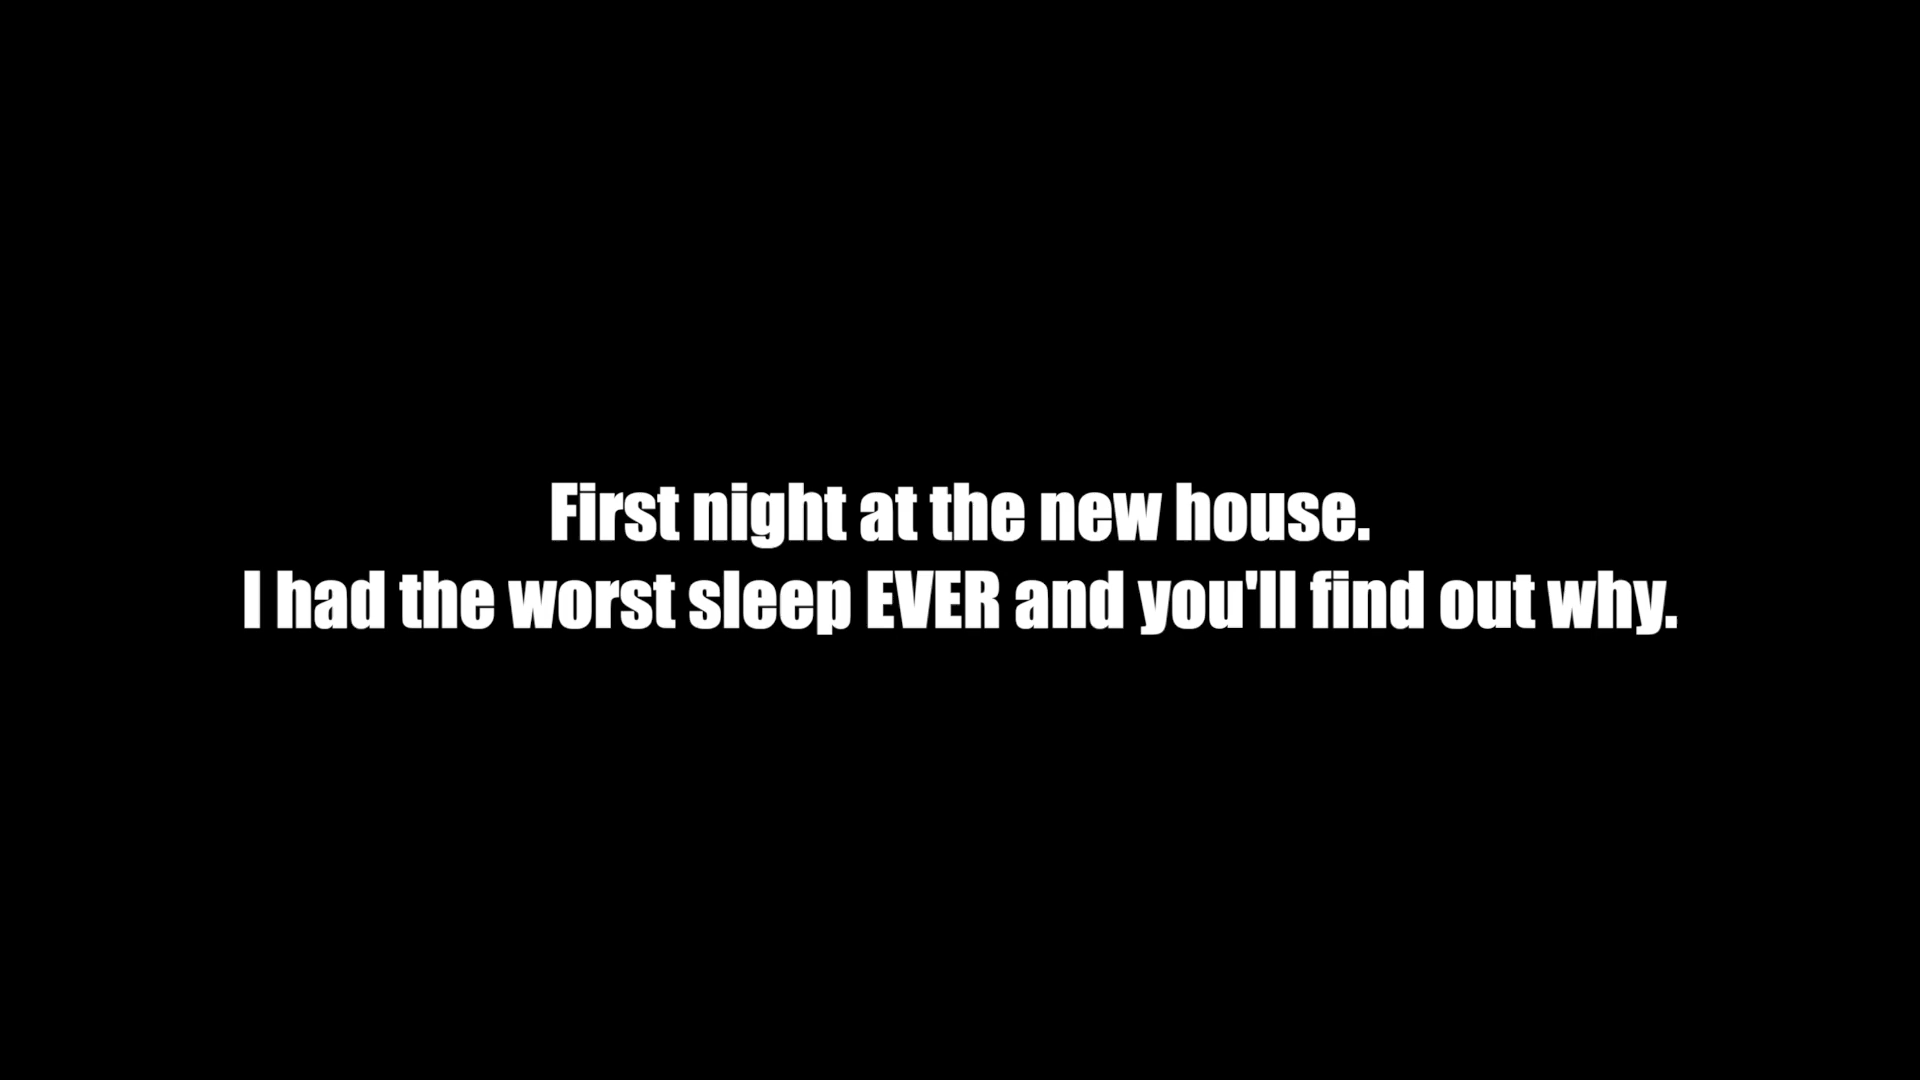 First night at the new house.
I had the worst sleep EVER and you'll find out why.